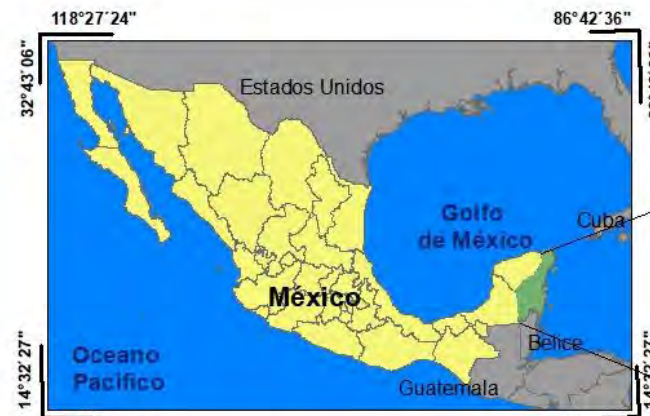 118°27´24"
86°42´36"
32°43´06"
Estados Unidos
Golfo
de México
Cuba
México
Oceano
Pacifico
Belice
Guatemala
14°32´27"